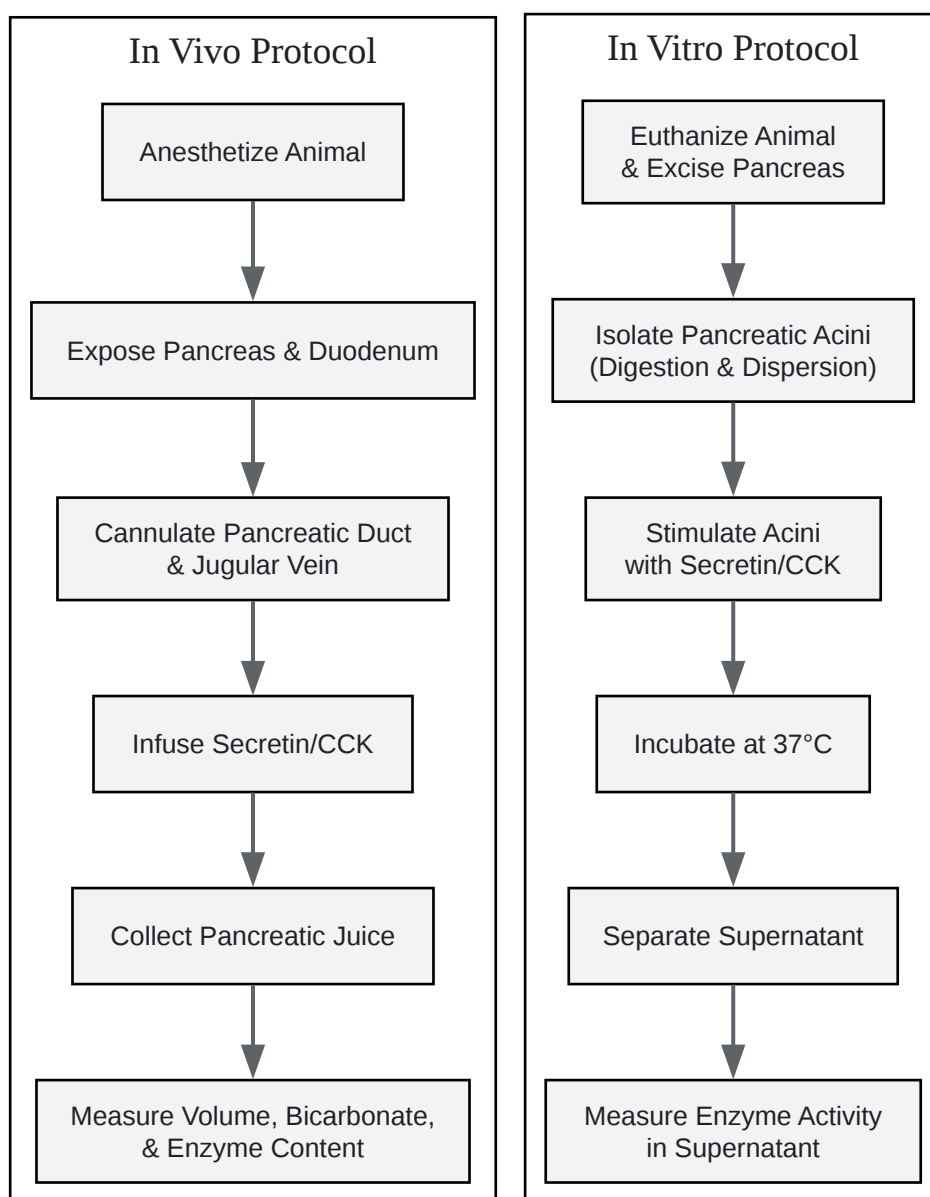 In Vivo Protocol
Anesthetize Animal
Expose Pancreas & Duodenum
Cannulate Pancreatic Duct
& Jugular Vein
Infuse Secretin/CCK
Collect Pancreatic Juice
Measure Volume, Bicarbonate,
& Enzyme Content
In Vitro Protocol
Euthanize Animal
& Excise Pancreas
Isolate Pancreatic Acini
(Digestion & Dispersion)
Stimulate Acini
with Secretin/CCK
Incubate at 37°C
Separate Supernatant
Measure Enzyme Activity
in Supernatant